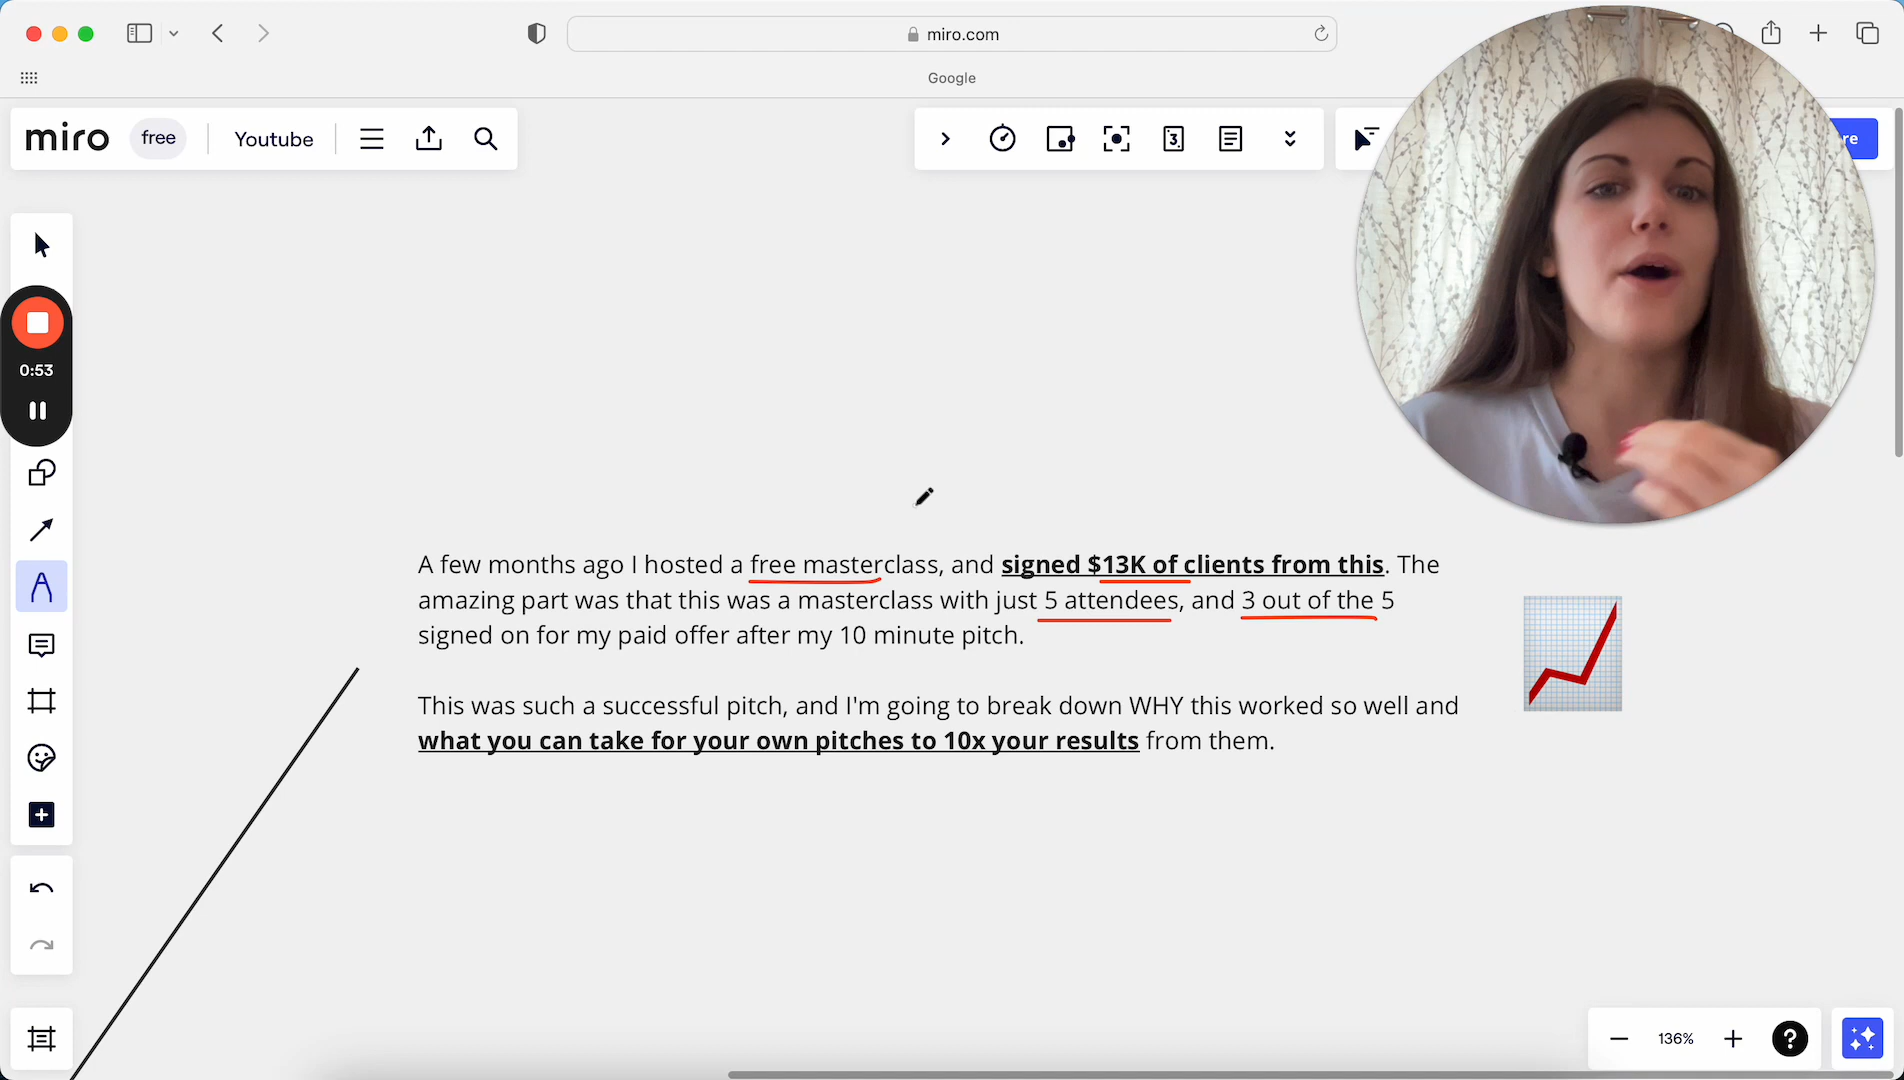 miro.com
Google
miro free Youtube
3
re
0:53
A few months ago I hosted a free masterclass, and signed $13K of clients from this. The
amazing part was that this was a masterclass with just 5 attendees, and 3 out of the 5
signed on for my paid offer after my 10 minute pitch.
This was such a successful pitch, and I'm going to break down WHY this worked so well and
what you can take for your own pitches to 10x your results from them.
136%
?